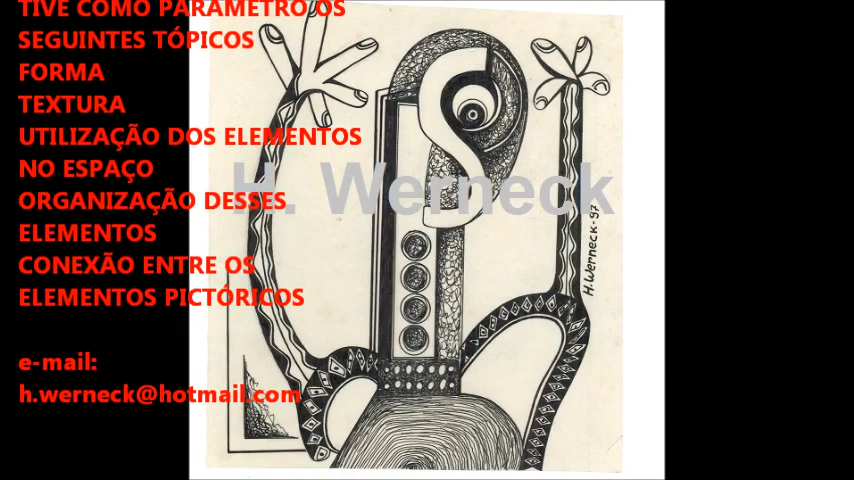 TIVE COMO PARÂMETRO OS
SEGUINTES TÓPICOS
FORMA
TEXTURA
UTILIZAÇÃO DOS ELEMENTOS
NO ESPAÇO
ORGANIZAÇÃO DESSES
ELEMENTOS
CONEXÃO ENTRE OS
ELEMENTOS PICTÓRICOS
e-mail:
h.werneck@hotmail.com
H. Werneck
H.Werneck-97